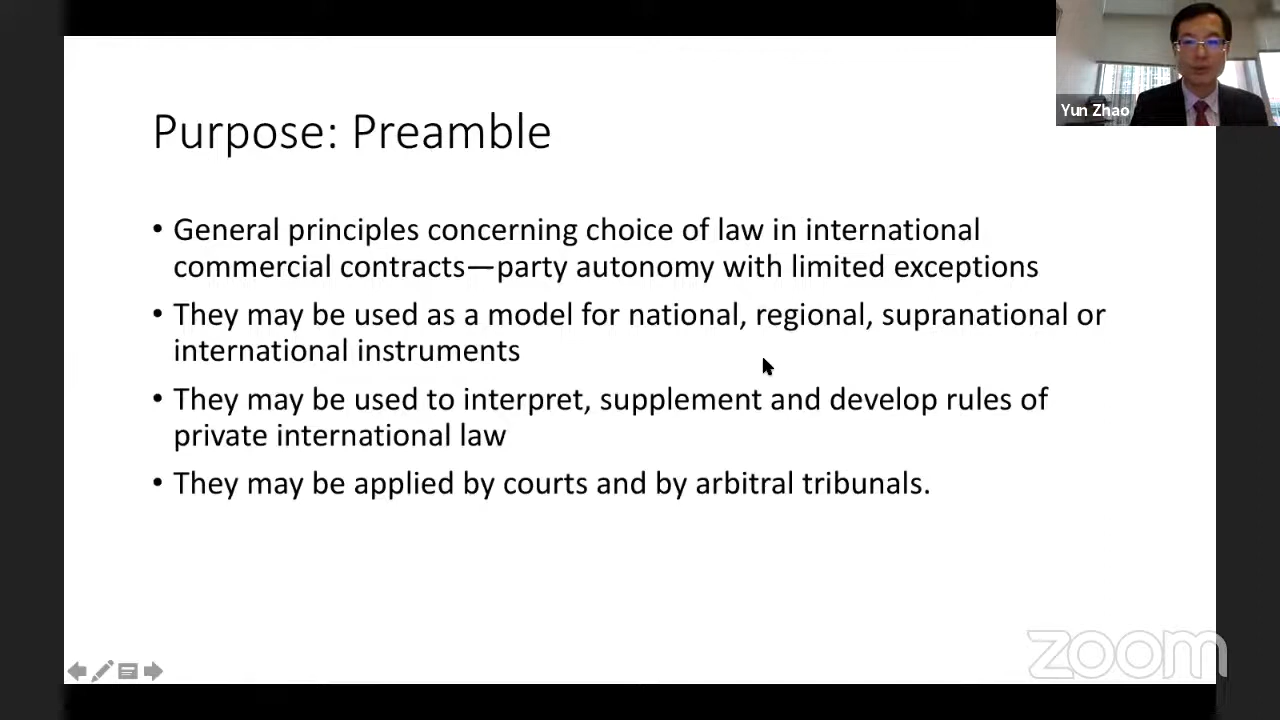 Yun Zhao
Purpose: Preamble
• General principles concerning choice of law in international
commercial contracts—party autonomy with limited exceptions
• They may be used as a model for national, regional, supranational or
international instruments
• They may be used to interpret, supplement and develop rules of
private international law
• They may be applied by courts and by arbitral tribunals.
zoom